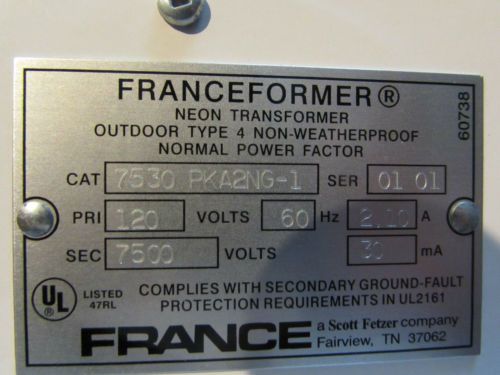 FRANCEFORMER®
NEON TRANSFORMER
OUTDOOR TYPE 4 NON-WEATHERPROOF
NORMAL POWER FACTOR
60738
CAT 7530 PKA2NG-1 SER 01 01
PRI 120 VOLTS 60 Hz 2.10 A
SEC 7500 VOLTS 30 mA
UL® LISTED
47RL
COMPLIES WITH SECONDARY GROUND-FAULT
PROTECTION REQUIREMENTS IN UL2161
FRANCE a Scott Fetzer company
Fairview, TN 37062